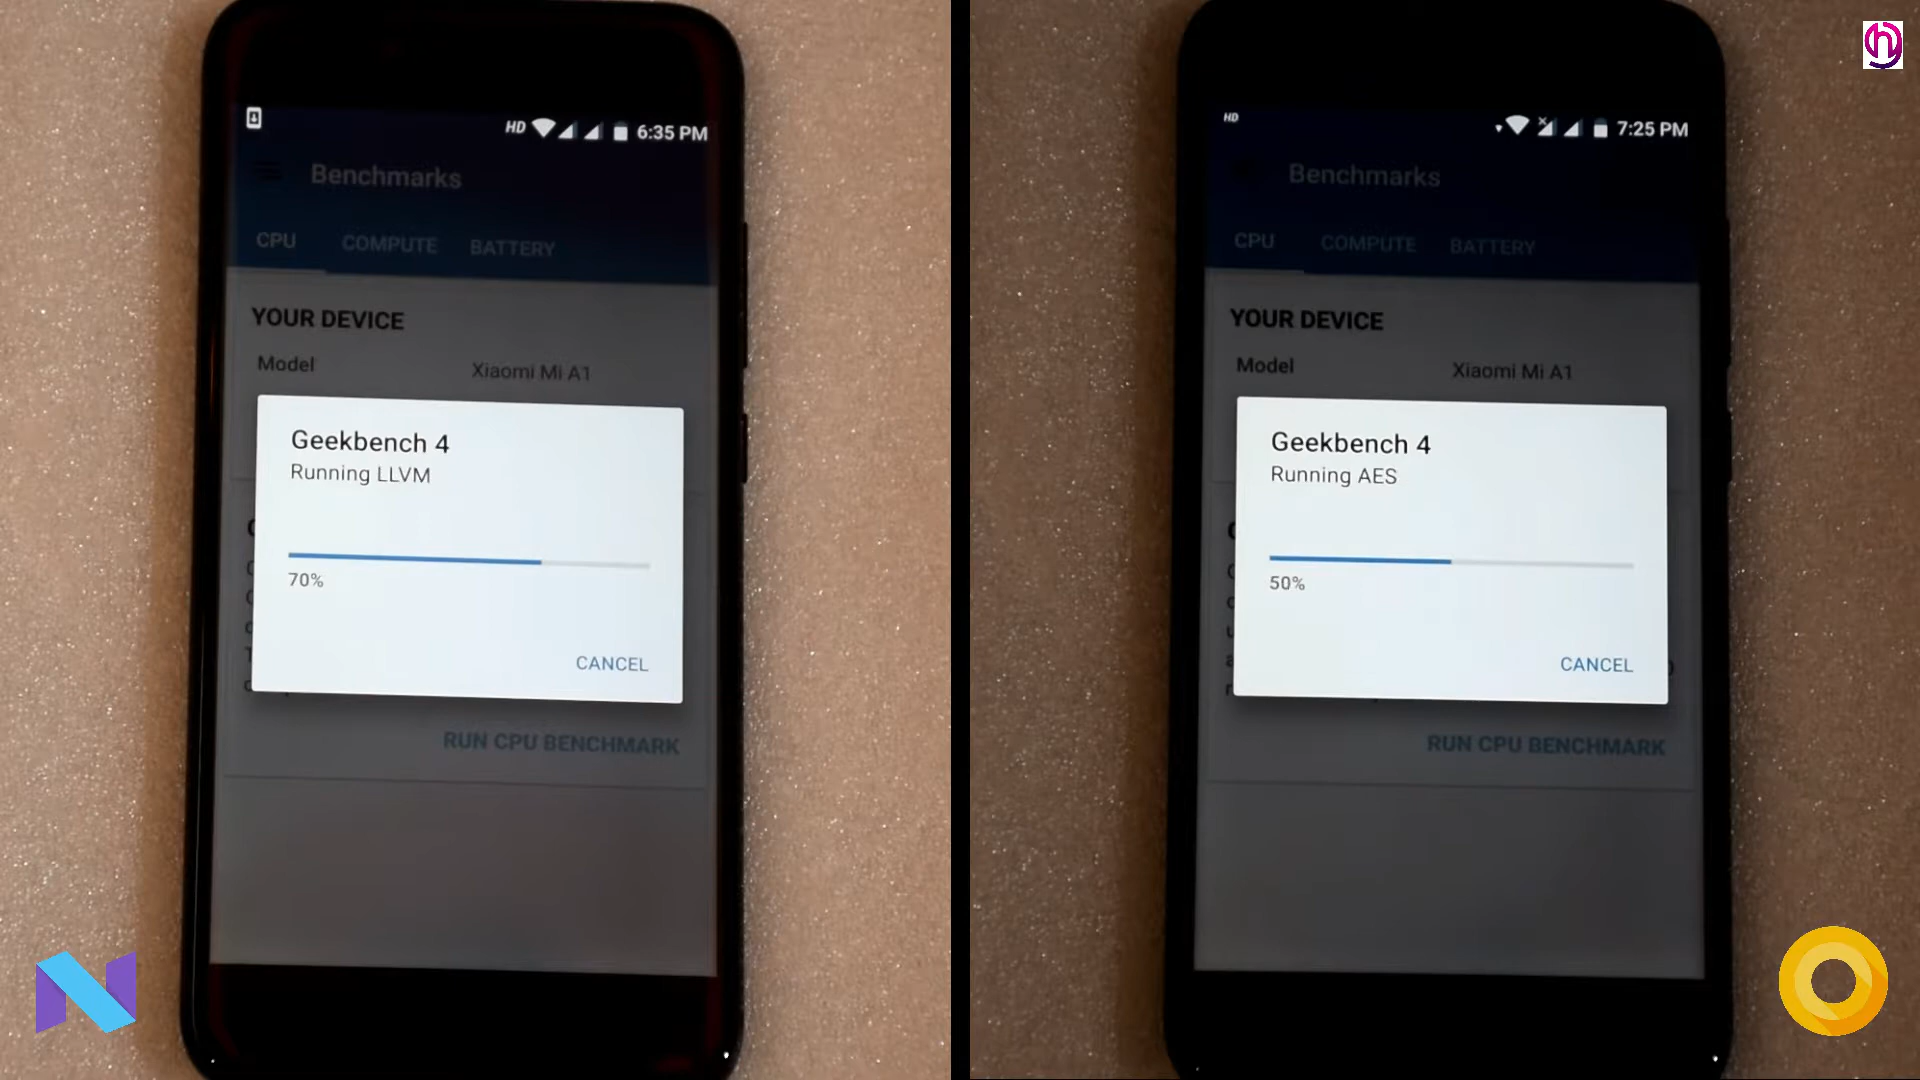 HD 6:35 PM
Benchmarks
CPU COMPUTE BATTERY
YOUR DEVICE
Model Xiaomi Mi A1
Geekbench 4
Running LLVM
70%
CANCEL
RUN CPU BENCHMARK
HD 7:25 PM
Benchmarks
CPU COMPUTE BATTERY
YOUR DEVICE
Model Xiaomi Mi A1
Geekbench 4
Running AES
50%
CANCEL
RUN CPU BENCHMARK